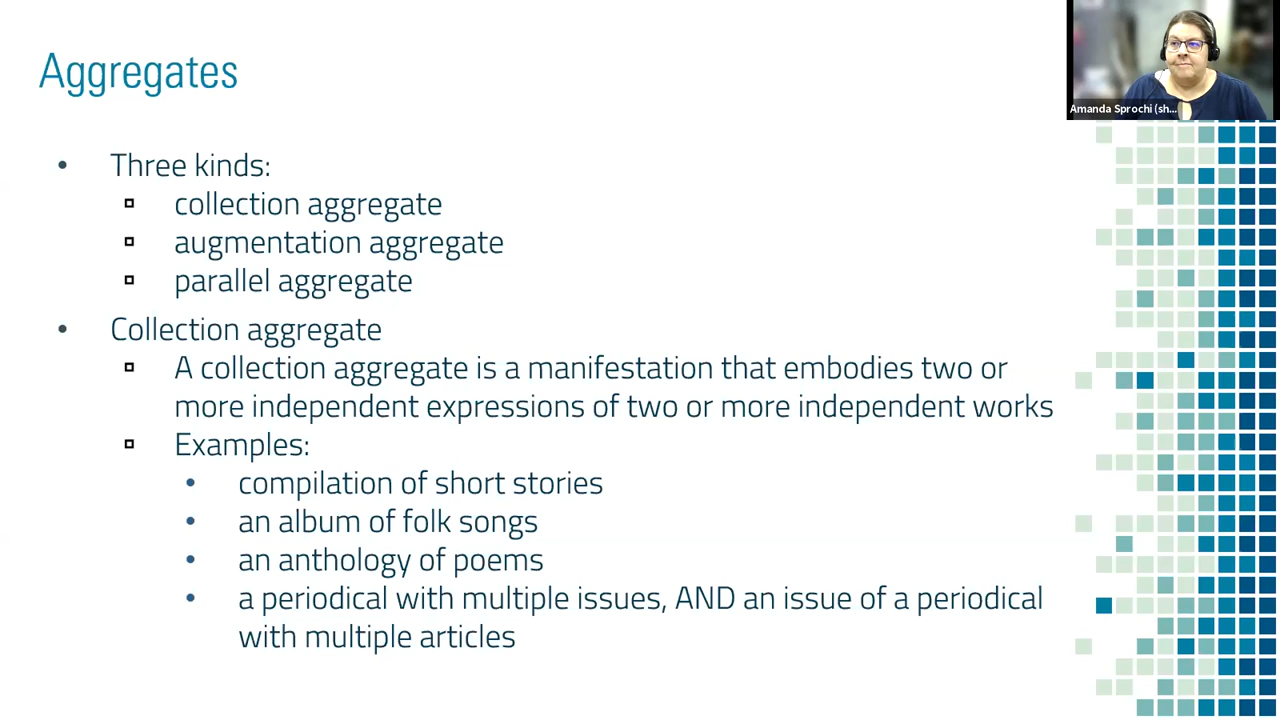 Aggregates
Amanda Sprochi (sh...
• Three kinds:
▫ collection aggregate
▫ augmentation aggregate
▫ parallel aggregate
• Collection aggregate
▫ A collection aggregate is a manifestation that embodies two or
more independent expressions of two or more independent works
▫ Examples:
• compilation of short stories
• an album of folk songs
• an anthology of poems
• a periodical with multiple issues, AND an issue of a periodical
with multiple articles